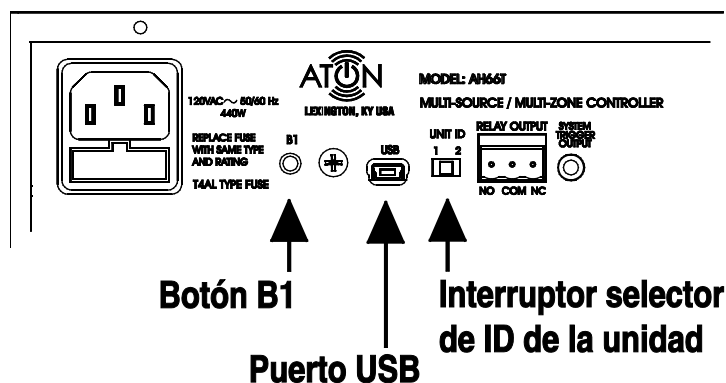 ATON
LEXINGTON, KY USA
MODEL: AH66T
MULTI-SOURCE / MULTI-ZONE CONTROLLER
120VAC～ 50/60 Hz
440W
REPLACE FUSE
WITH SAME TYPE
AND RATING
T4AL TYPE FUSE
B1
USB
UNIT ID
1 2
RELAY OUTPUT
NO COM NC
SYSTEM
TRIGGER
OUTPUT
Botón B1
Puerto USB
Interruptor selector
de ID de la unidad